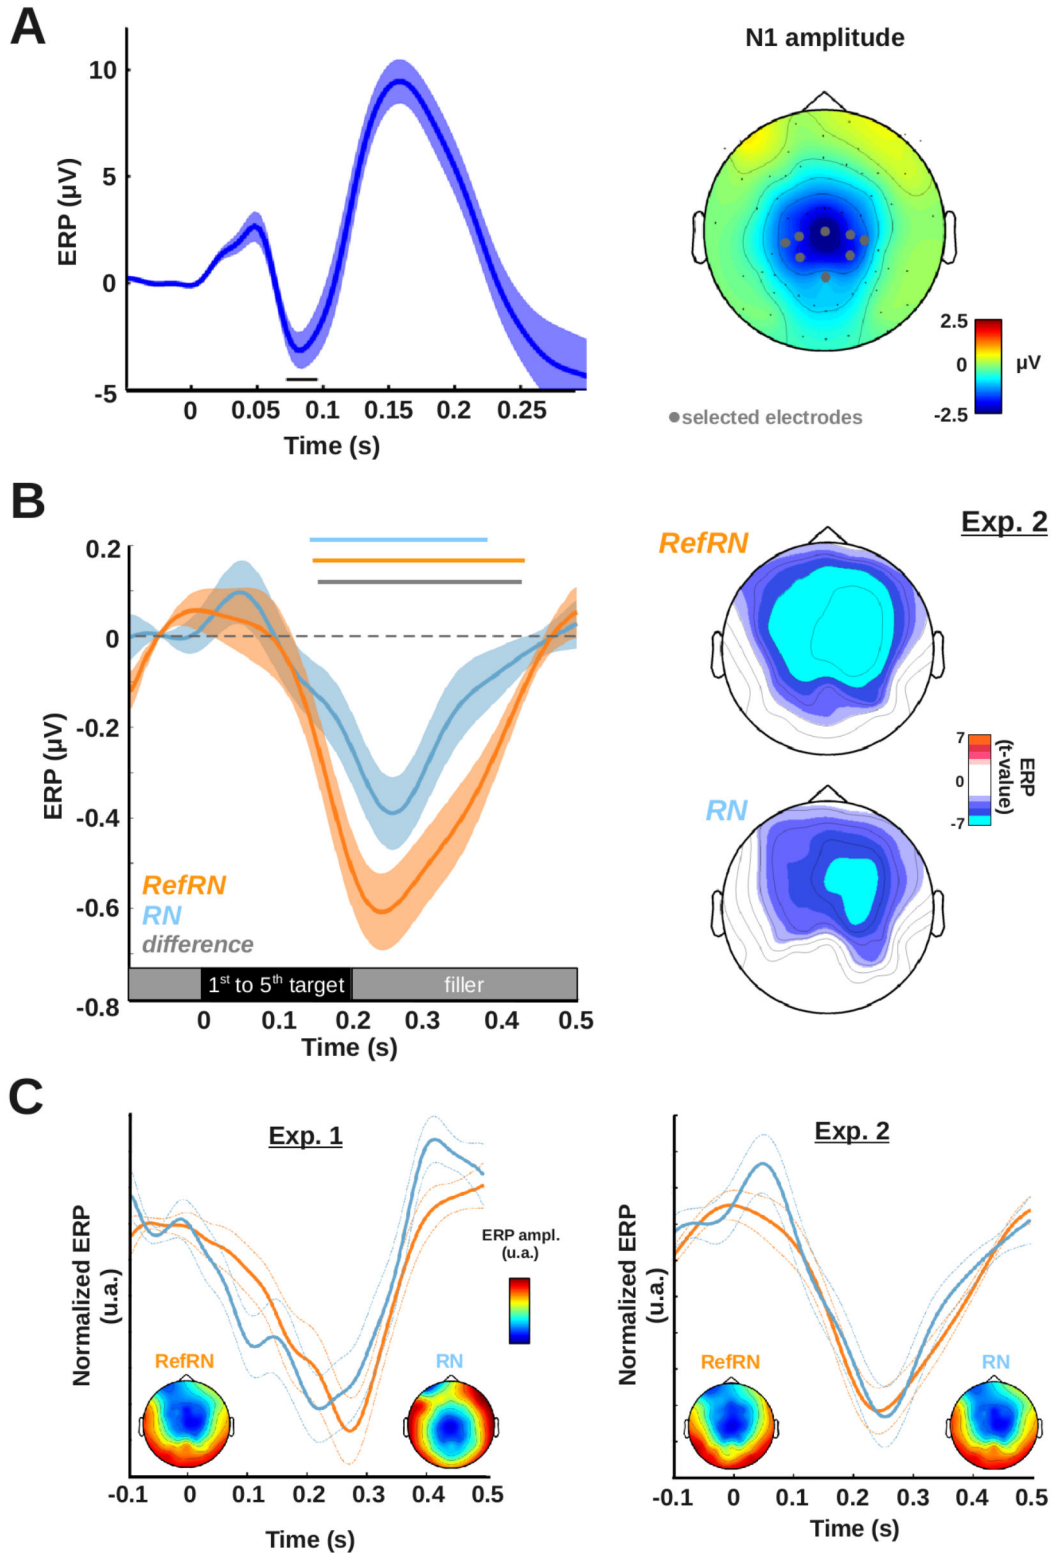 A
N1 amplitude
ERP (µV)
10
5
0
-5
0 0.05 0.1 0.15 0.2 0.25
Time (s)
2.5
0
-2.5
µV
selected electrodes
B
Exp. 2
ERP (µV)
0.2
0
-0.2
-0.4
-0.6
-0.8
RefRN
RN
difference
1st to 5th target
filler
0 0.1 0.2 0.3 0.4 0.5
Time (s)
RefRN
RN
7
0
-7
ERP
(t-value)
C
Exp. 1
Normalized ERP
(u.a.)
ERP ampl.
(u.a.)
RefRN
RN
-0.1 0 0.1 0.2 0.3 0.4 0.5
Time (s)
Exp. 2
Normalized ERP
(u.a.)
RefRN
RN
-0.1 0 0.1 0.2 0.3 0.4 0.5
Time (s)